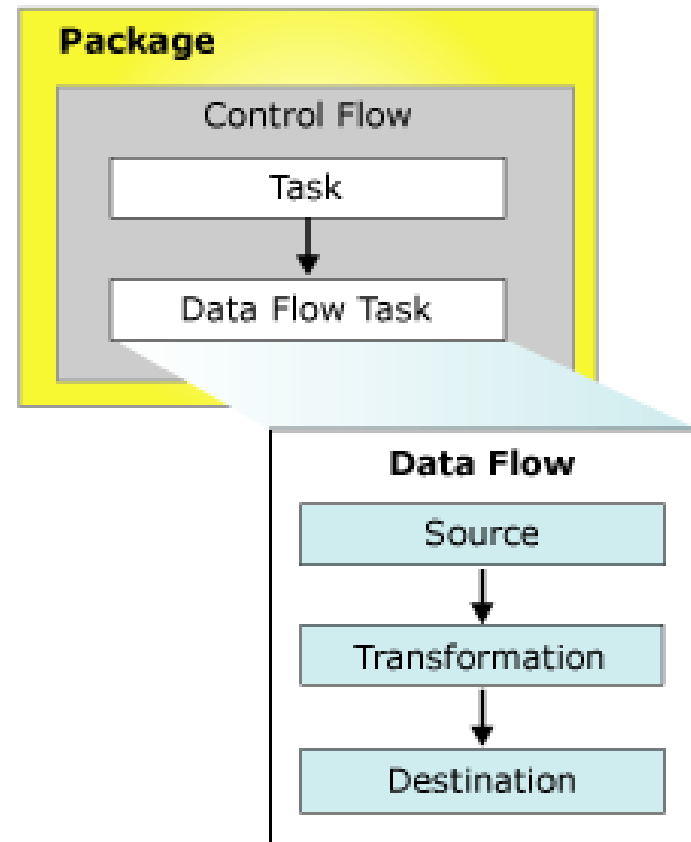 Package
Control Flow
Task
Data Flow Task
Data Flow
Source
Transformation
Destination